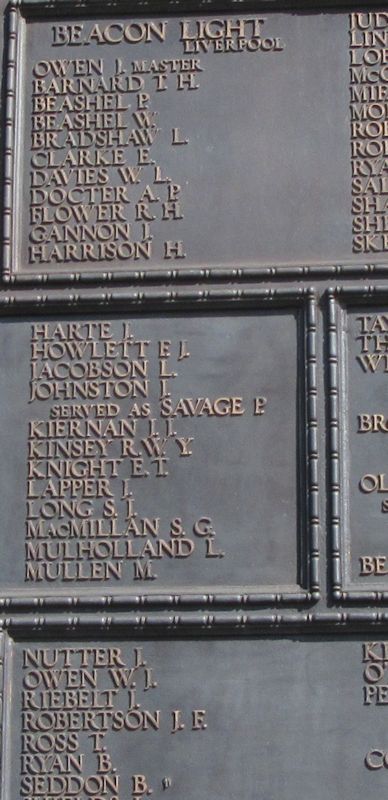 BEACON LIGHT
LIVERPOOL
OWEN J. MASTER
BARNARD T. H.
BEASHEL P.
BEASHEL W.
BRADSHAW L.
CLARKE E.
DAVIES W. L.
DOCTER A. P.
FLOWER R. H.
GANNON J.
HARRISON H.
HARTE J.
HOWLETT F. J.
JACOBSON L.
JOHNSTON J.
SERVED AS SAVAGE P.
KIERNAN J. J.
KINSEY R. W. Y.
KNIGHT E. T.
LAPPER J.
LONG S. J.
MACMILLAN S. G.
MULHOLLAND L.
MULLEN M.
NUTTER J.
OWEN W. J.
RIEBELT J.
ROBERTSON J. F.
ROSS T.
RYAN B.
SEDDON B.